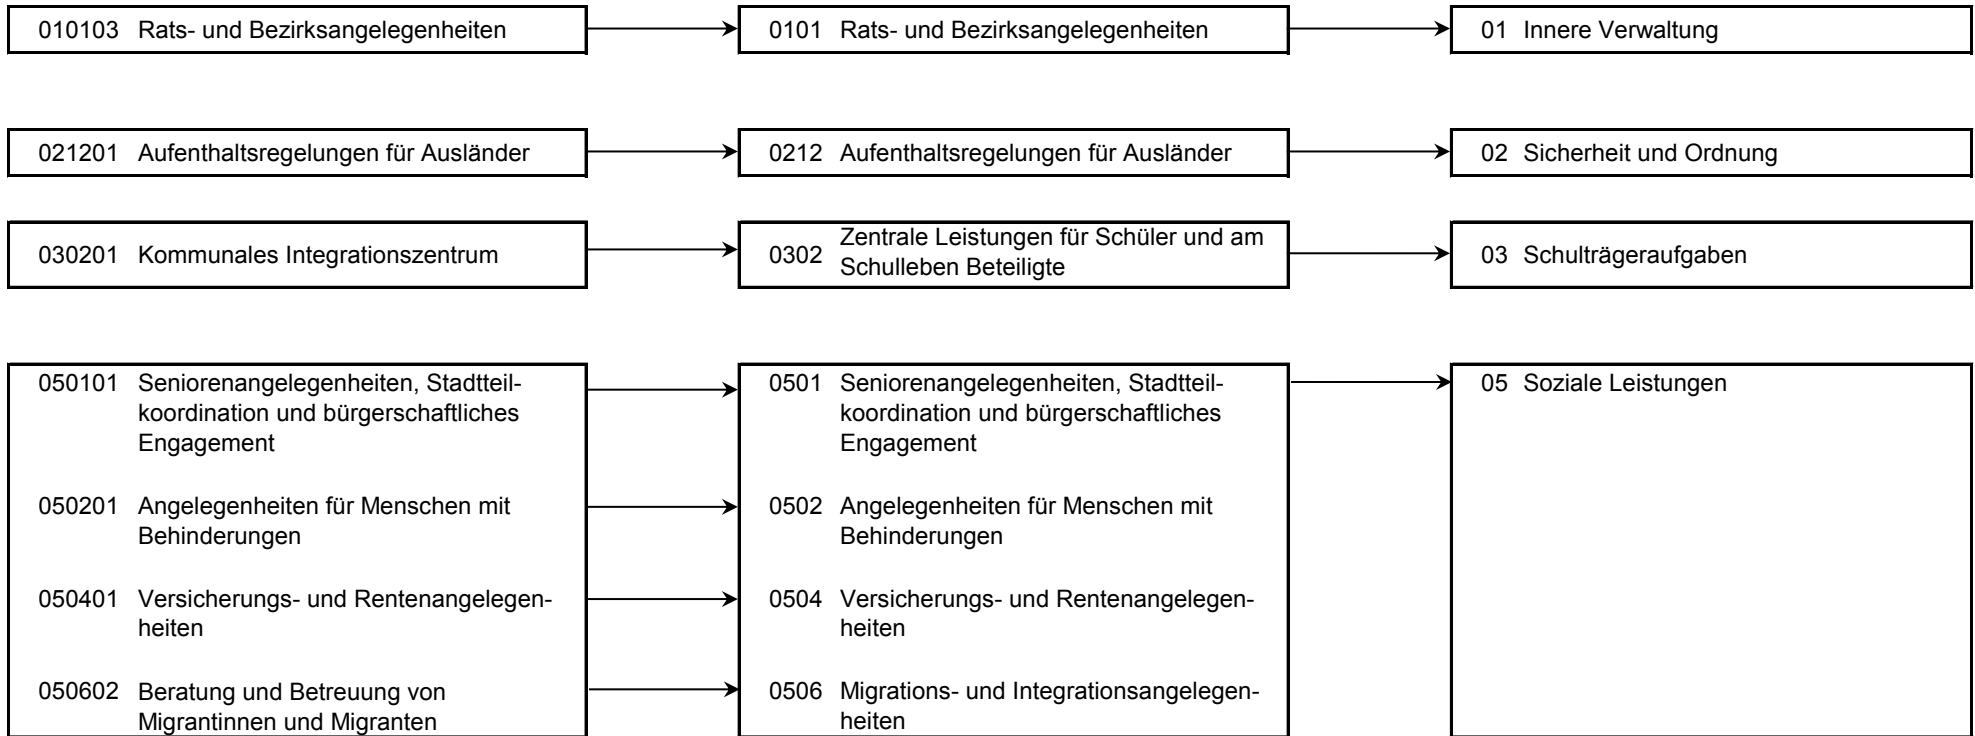 010103 Rats- und Bezirksangelegenheiten
0101 Rats- und Bezirksangelegenheiten
01 Innere Verwaltung
021201 Aufenthaltsregelungen für Ausländer
0212 Aufenthaltsregelungen für Ausländer
02 Sicherheit und Ordnung
030201 Kommunales Integrationszentrum
0302 Zentrale Leistungen für Schüler und am
Schulleben Beteiligte
03 Schulträgeraufgaben
050101 Seniorenangelegenheiten, Stadtteil-
koordination und bürgerschaftliches
Engagement
050201 Angelegenheiten für Menschen mit
Behinderungen
050401 Versicherungs- und Rentenangelegen-
heiten
050602 Beratung und Betreuung von
Migrantinnen und Migranten
0501 Seniorenangelegenheiten, Stadtteil-
koordination und bürgerschaftliches
Engagement
0502 Angelegenheiten für Menschen mit
Behinderungen
0504 Versicherungs- und Rentenangelegen-
heiten
0506 Migrations- und Integrationsangelegen-
heiten
05 Soziale Leistungen